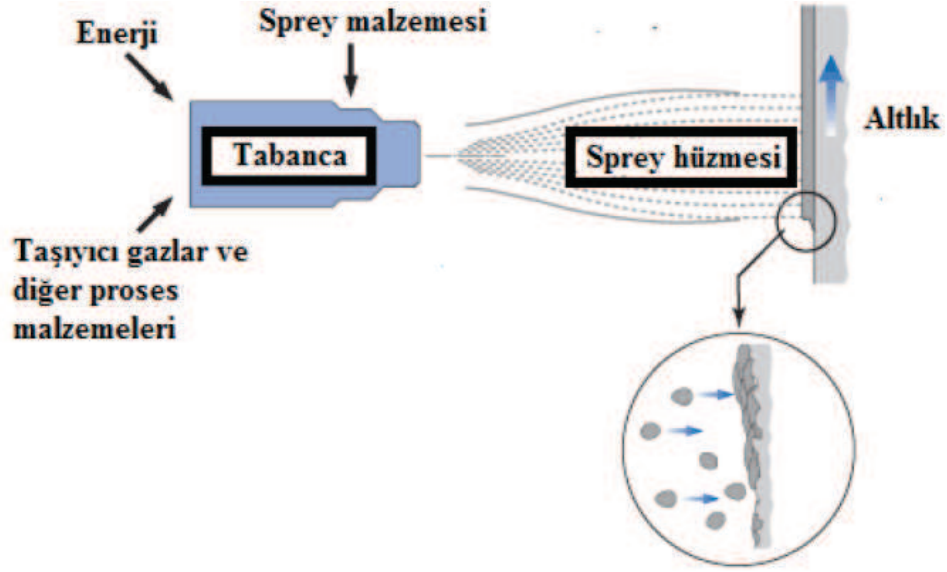 Enerji
Sprey malzemesi
Tabanca
Sprey hüzmesi
Altlık
Taşıyıcı gazlar ve
diğer proses
malzemeleri